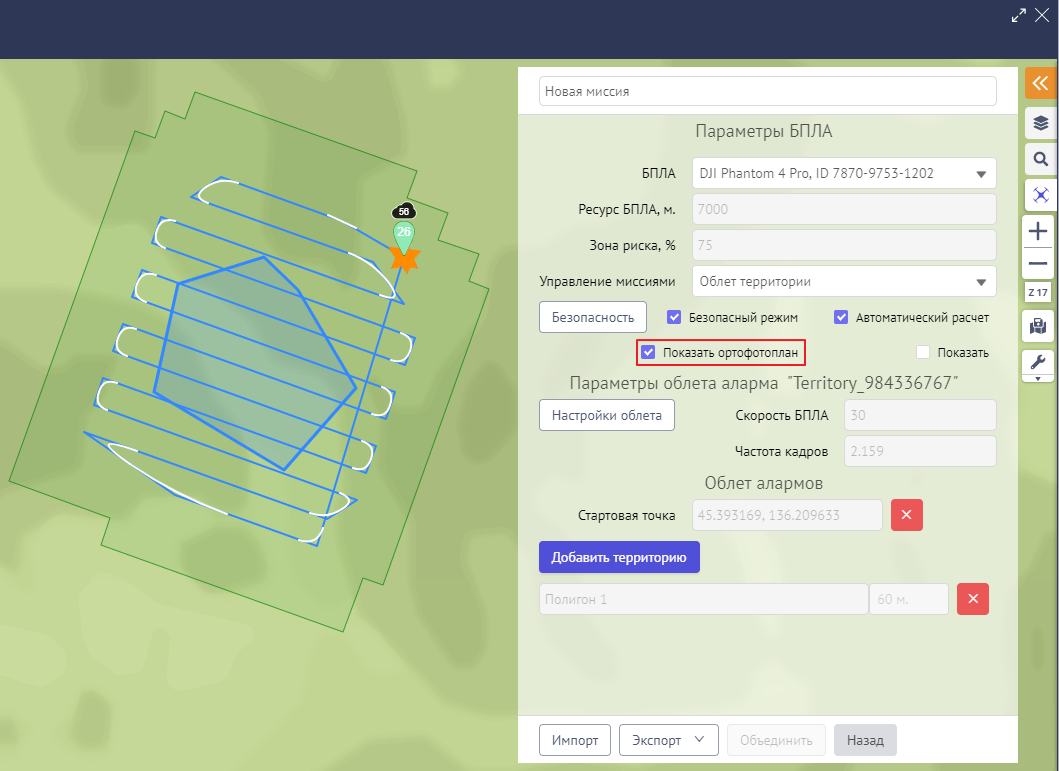 Новая миссия
Параметры БПЛА
БПЛА DJI Phantom 4 Pro, ID 7870-9753-1202
Ресурс БПЛА, м. 7000
Зона риска, % 75
Управление миссиями Облет территории
Безопасность Безопасный режим Автоматический расчет
Показать ортофотоплан Показать
Параметры облета аларма "Territory_984336767"
Настройки облета Скорость БПЛА 30
Частота кадров 2.159
Облет алармов
Стартовая точка 45.393169, 136.209633
Добавить территорию
Полигон 1 60 м.
Импорт Экспорт Объединить Назад
56
26
Z 17